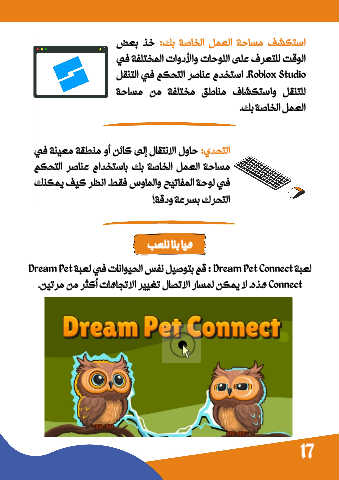 استكشف مساحة العمل الخاصة بك: خذ بعض
الوقت للتعرف على اللوحات والأدوات المختلفة في
Roblox Studio. استخدم عناصر التحكم في التنقل
للتنقل واستكشاف مناطق مختلفة من مساحة
العمل الخاصة بك.
التحدي: حاول الانتقال إلى كائن أو منطقة معينة في
مساحة العمل الخاصة بك باستخدام عناصر التحكم
في لوحة المفاتيح والماوس فقط. انظر كيف يمكنك
التحرك بسرعة ودقة!
هيا بنا نلعب
لعبة Dream Pet Connect : قم بتوصيل نفس الحيوانات في لعبة Dream Pet
Connect هذه. لا يمكن لمسار الاتصال تغيير الاتجاهات أكثر من مرتين.
Dream Pet Connect
17